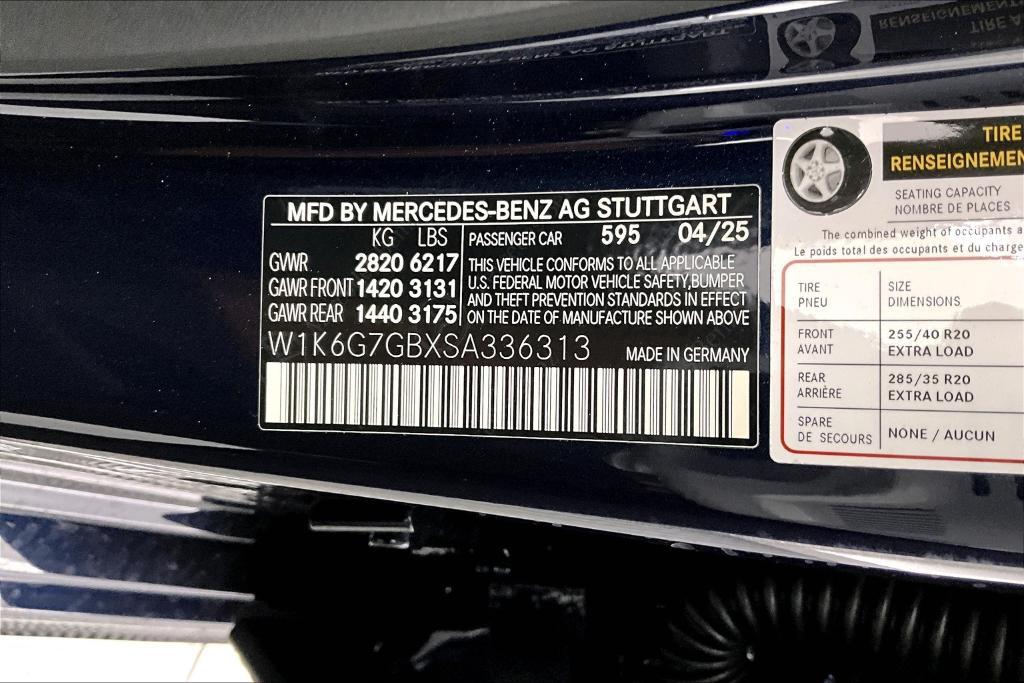 MFD BY MERCEDES-BENZ AG STUTTGART
KG LBS
GVWR 2820 6217
GAWR FRONT 1420 3131
GAWR REAR 1440 3175
PASSENGER CAR 595 04/25
THIS VEHICLE CONFORMS TO ALL APPLICABLE
U.S. FEDERAL MOTOR VEHICLE SAFETY,BUMPER
AND THEFT PREVENTION STANDARDS IN EFFECT
ON THE DATE OF MANUFACTURE SHOWN ABOVE
W1K6G7GBXSA336313
MADE IN GERMANY
TIRE
RENSEIGNEMEN
SEATING CAPACITY
NOMBRE DE PLACES
The combined weight of occupants a
Le poids total des occupants et du charge
TIRE SIZE
PNEU DIMENSIONS
FRONT 255/40 R20
AVANT EXTRA LOAD
REAR 285/35 R20
ARRIÈRE EXTRA LOAD
SPARE
DE SECOURS NONE / AUCUN